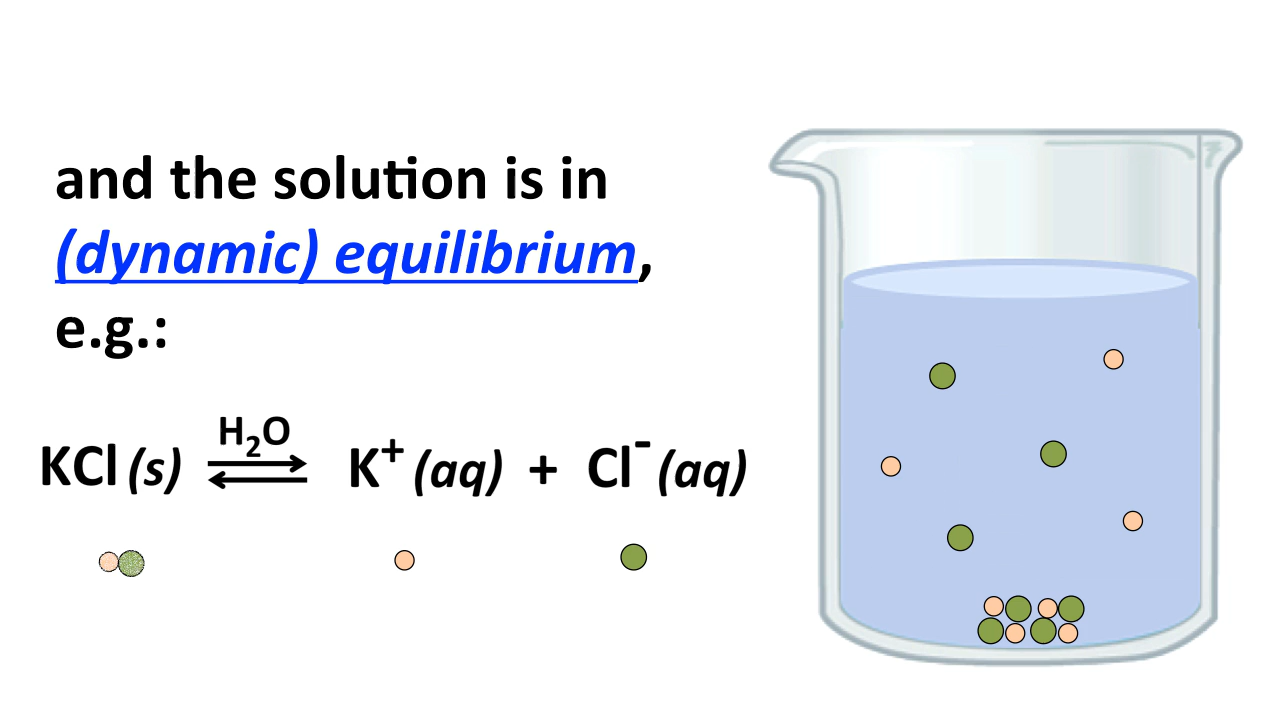 and the solution is in
(dynamic) equilibrium,
e.g.:
H₂O
KCl (s) ⇌ K⁺ (aq) + Cl⁻ (aq)